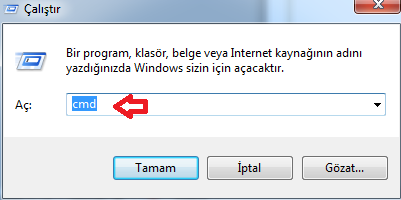 Çalıştır
Bir program, klasör, belge veya Internet kaynağının adını
yazdığınızda Windows sizin için açacaktır.
Aç: cmd
Tamam İptal Gözat...